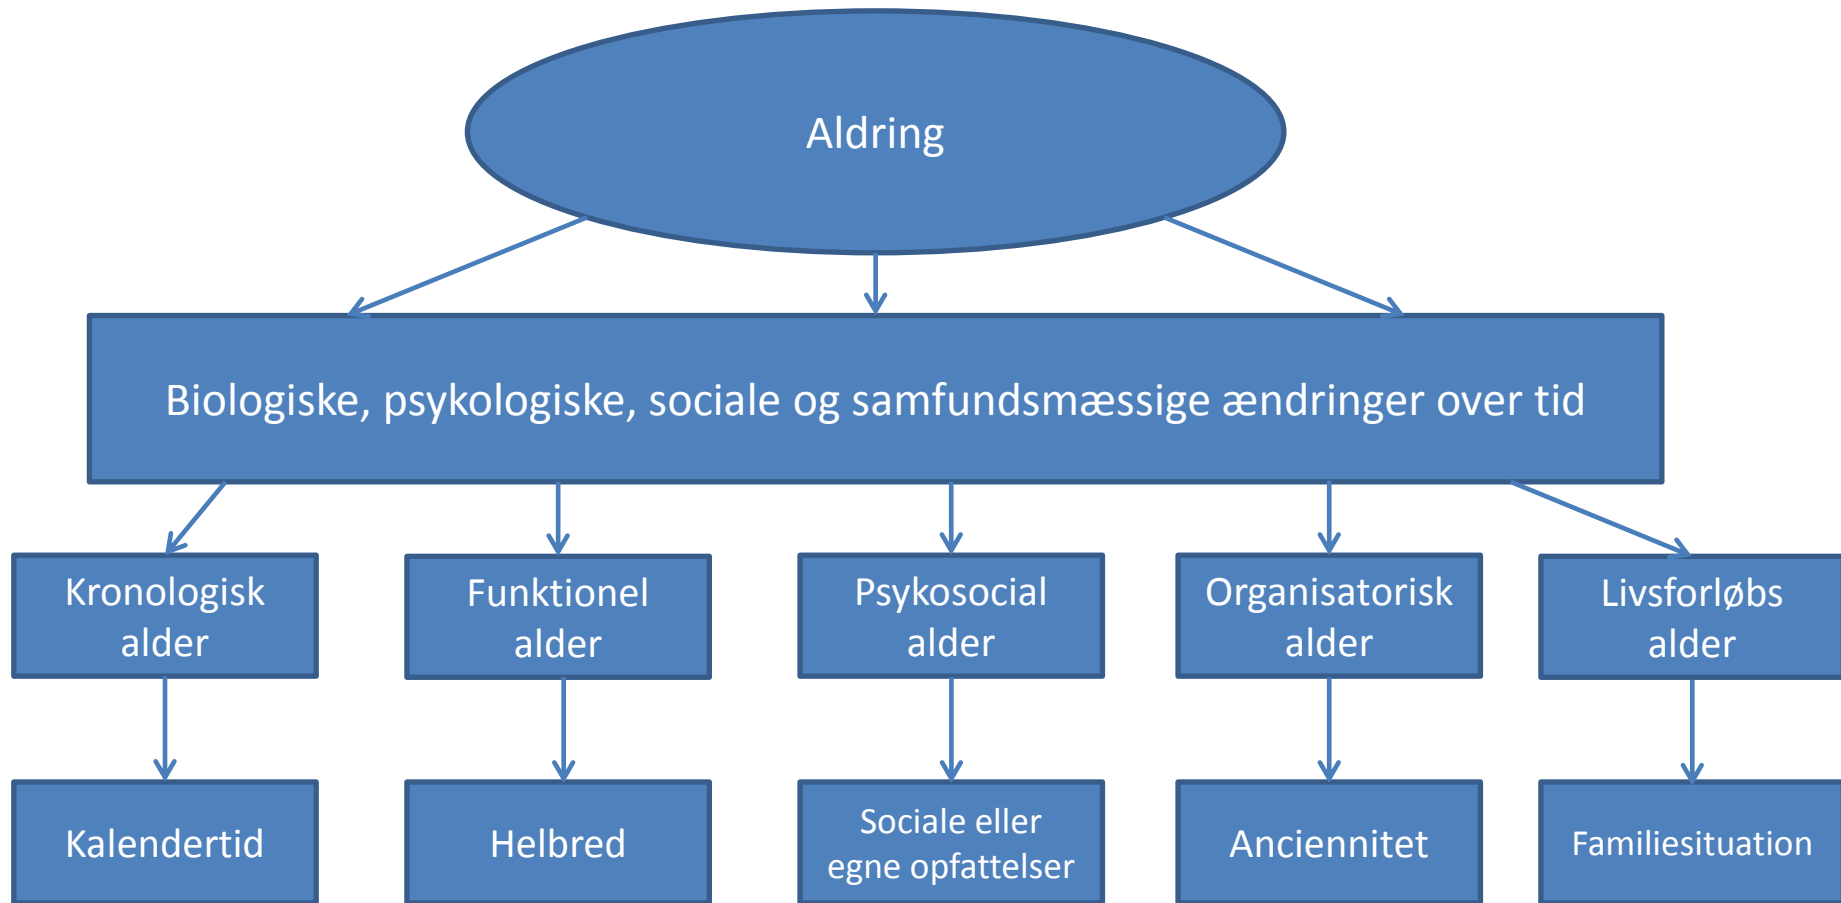 Aldring
Biologiske, psykologiske, sociale og samfundsmæssige ændringer over tid
Kronologisk
alder
Funktionel
alder
Psykosocial
alder
Organisatorisk
alder
Livsforløbs
alder
Kalendertid
Helbred
Sociale eller
egne opfattelser
Anciennitet
Familiesituation